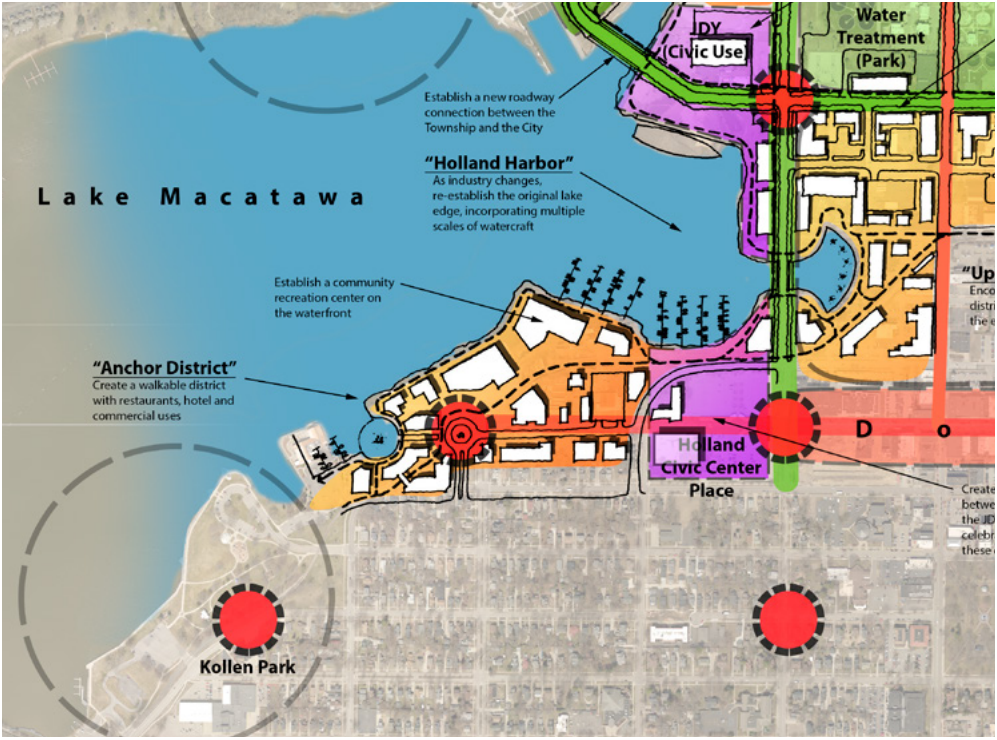 JDY
(Civic Use)
Water
Treatment
(Park)
Establish a new roadway
connection between the
Township and the City
"Holland Harbor"
As industry changes,
re-establish the original lake
edge, incorporating multiple
scales of watercraft
Lake Macatawa
Establish a community
recreation center on
the waterfront
"Up
Enco
distri
the e
"Anchor District"
Create a walkable district
with restaurants, hotel and
commercial uses
D o
Holland
Civic Center
Place
Create
betwe
the JD
celebr
these
Kollen Park